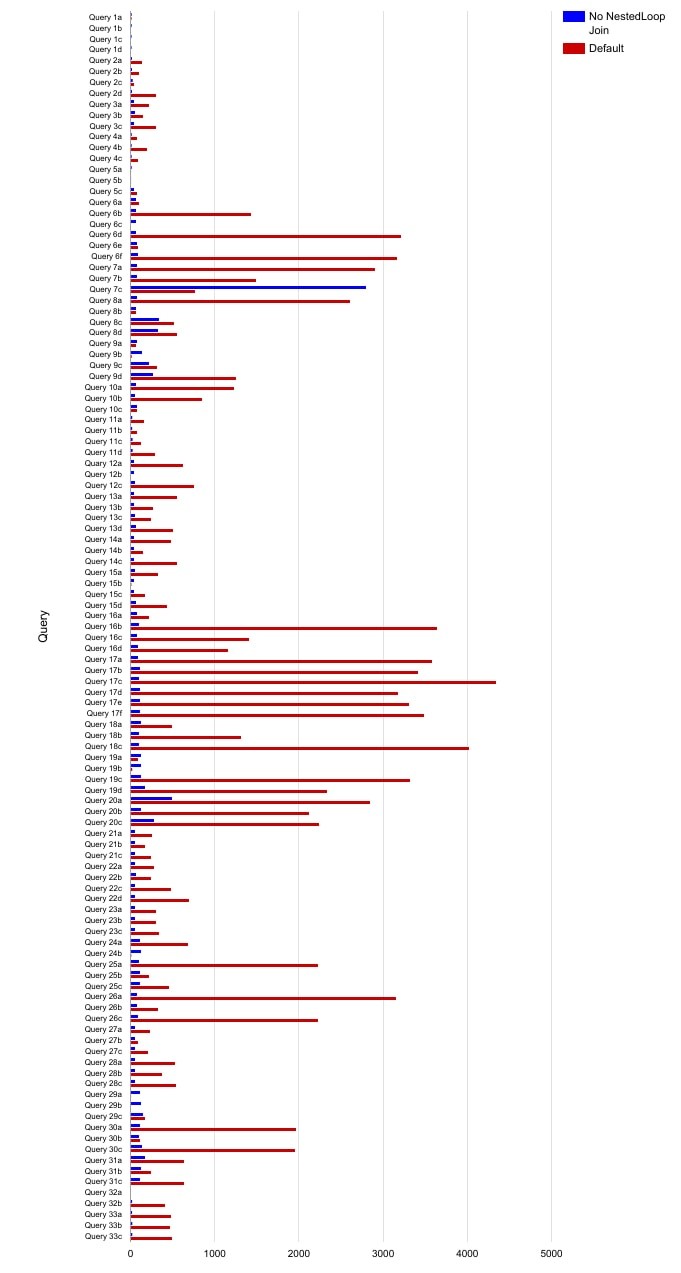 No NestedLoop
Join
Default
Query 1a
Query 1b
Query 1c
Query 1d
Query 2a
Query 2b
Query 2c
Query 2d
Query 3a
Query 3b
Query 3c
Query 4a
Query 4b
Query 4c
Query 5a
Query 5b
Query 5c
Query 6a
Query 6b
Query 6c
Query 6d
Query 6e
Query 6f
Query 7a
Query 7b
Query 7c
Query 8a
Query 8b
Query 8c
Query 8d
Query 9a
Query 9b
Query 9c
Query 9d
Query 10a
Query 10b
Query 10c
Query 11a
Query 11b
Query 11c
Query 11d
Quary 12a
Query 12b
Query 12c
Query 13a
Query 13b
Query 13c
Query 13d
Query 14a
Query 14b
Query 14c
Query 15a
Query 15b
Query 15c
Query 15d
Query 16a
Query 16b
Query 16c
Query 16d
Query 17a
Query 17b
Query 17c
Query 17d
Query 17e
Query 17f
Query 18a
Query 18b
Query 18c
Query 19a
Query 19b
Query 19c
Query 19d
Query 20a
Query 20b
Query 20c
Query 21a
Query 21b
Query 21c
Query 22a
Query 22b
Query 22c
Query 22d
Query 23a
Query 23b
Query 23c
Query 24a
Query 24b
Query 25a
Query 25b
Query 25c
Query 26a
Query 26b
Query 26c
Query 27a
Query 27b
Query 27c
Query 28a
Query 28b
Query 28c
Query 29a
Query 29b
Query 29c
Query 30a
Query 30b
Query 30c
Query 31a
Query 31b
Query 31c
Query 32a
Query 32b
Query 33a
Query 33b
Query 33c
Query
0 1000 2000 3000 4000 5000